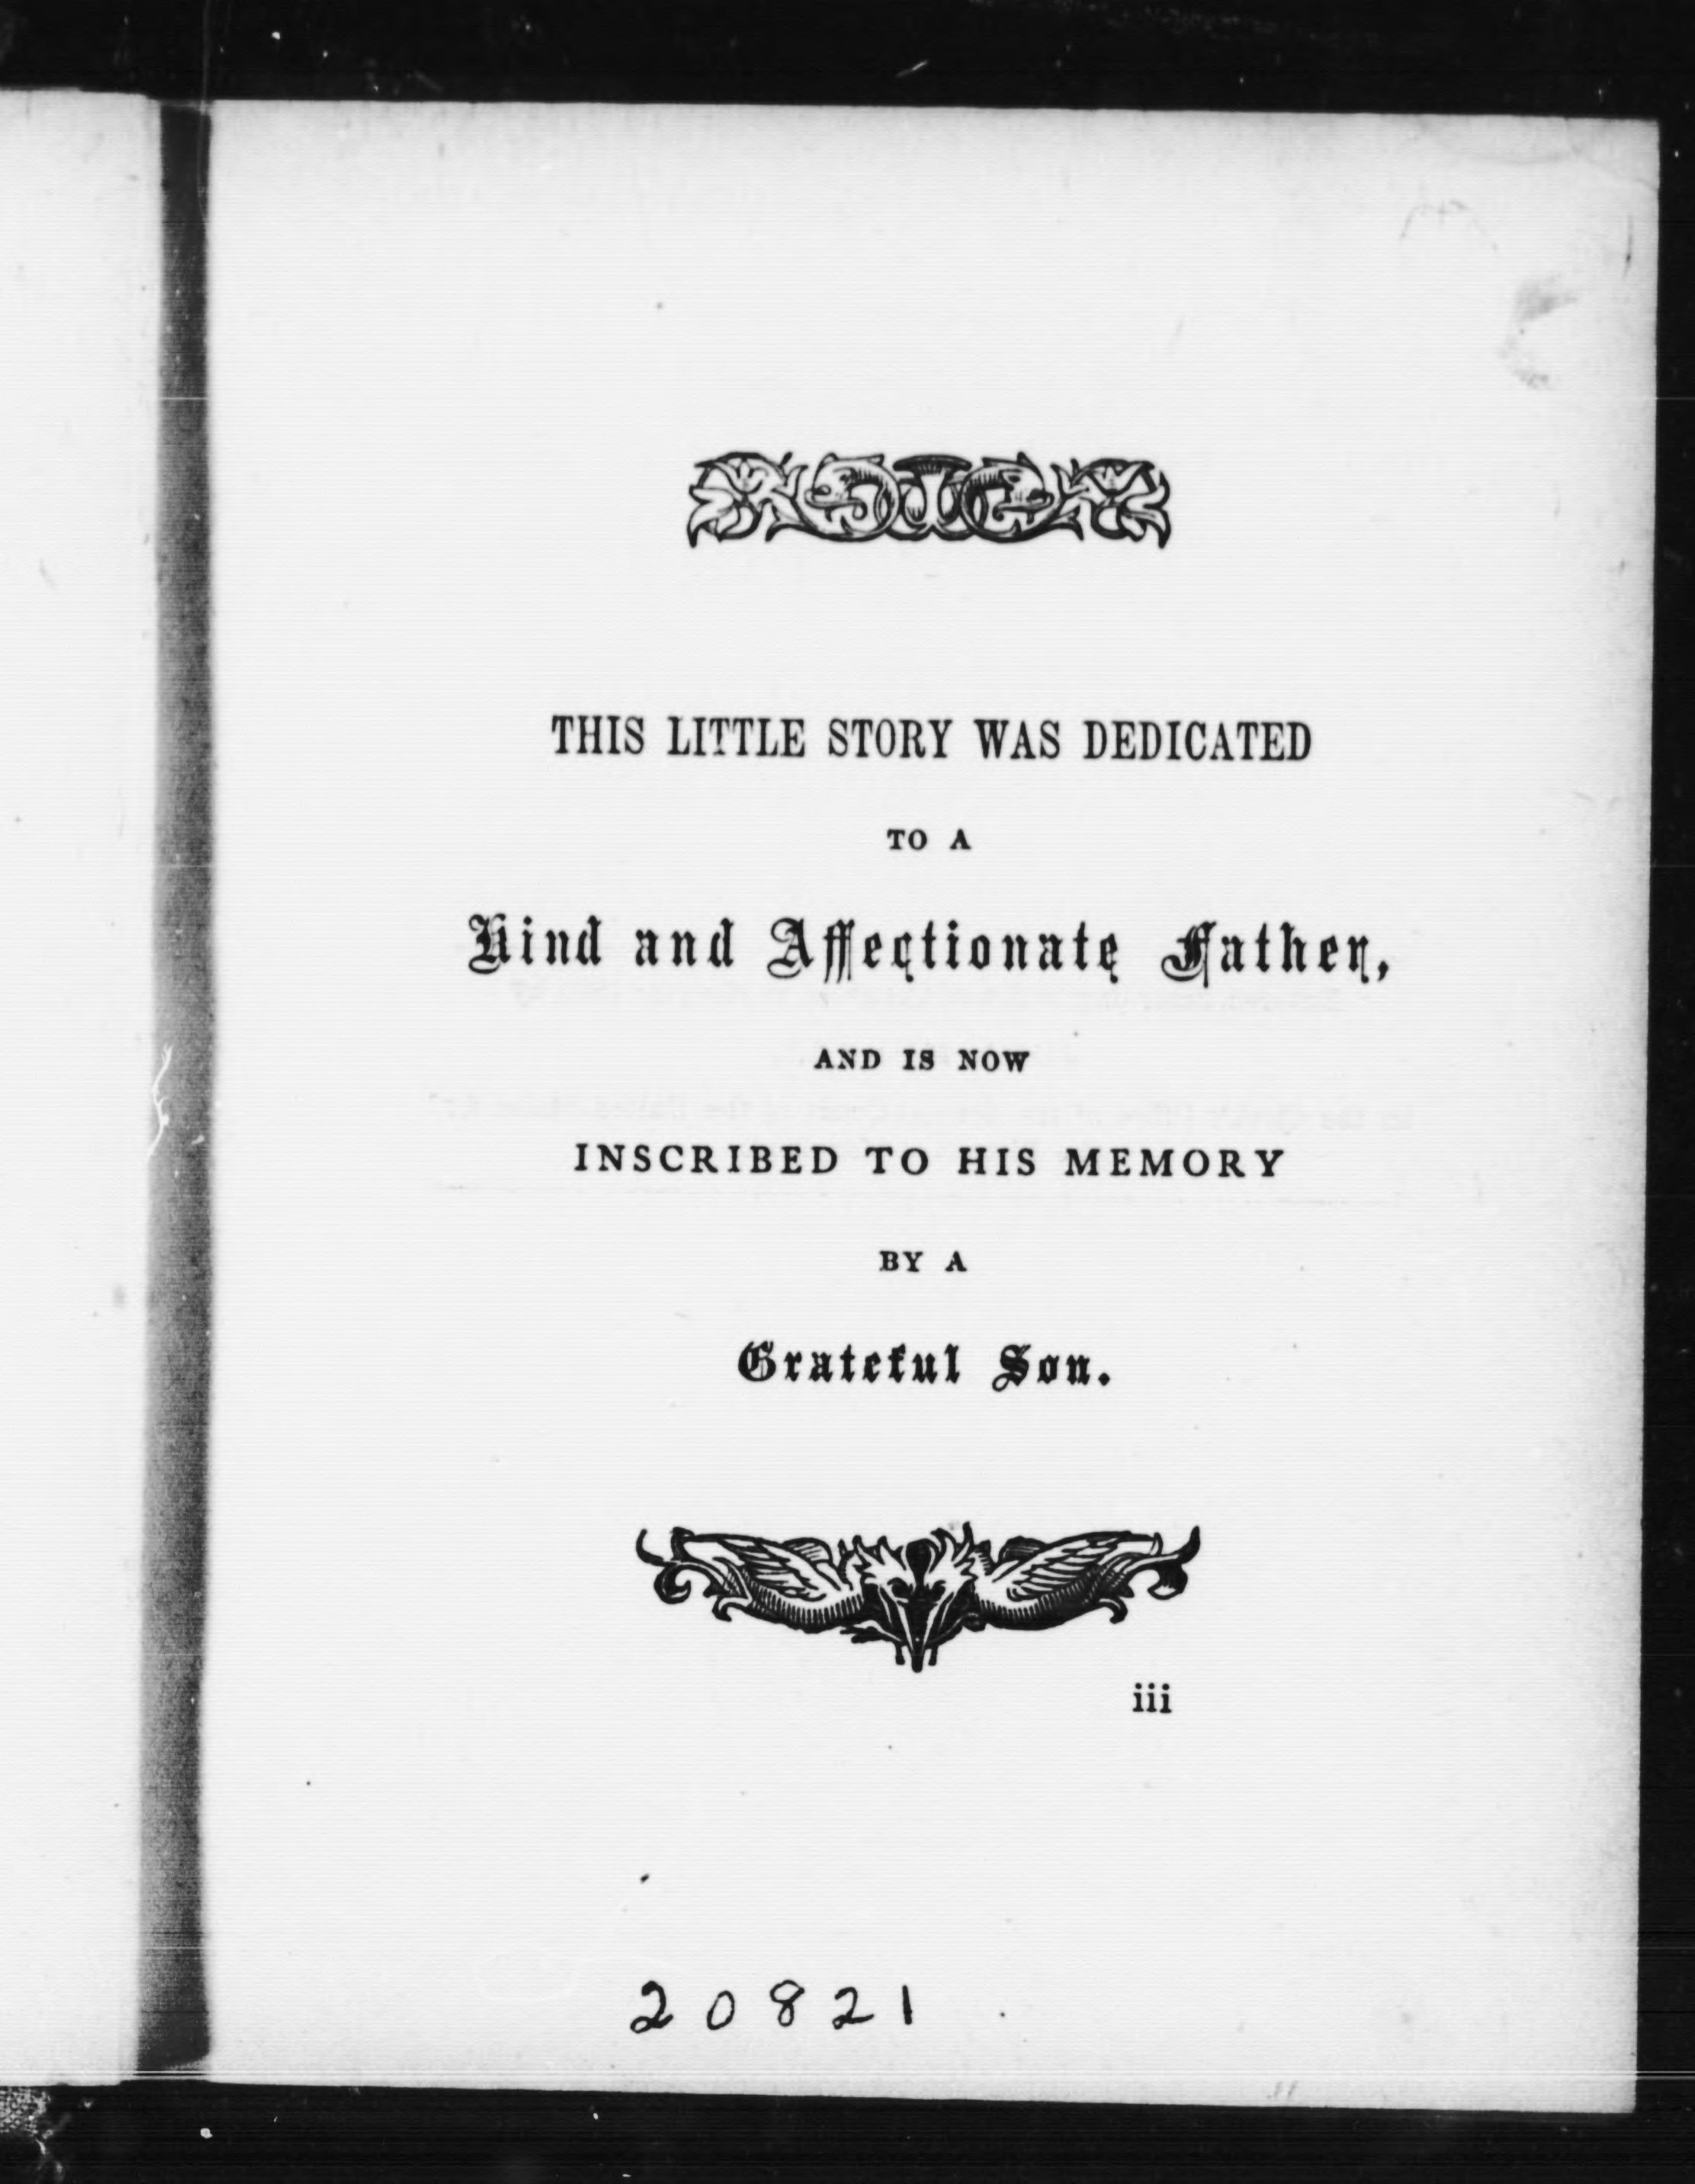 THIS LITTLE STORY WAS DEDICATED
TO A
Kind and Affectionate Father,
AND IS NOW
INSCRIBED TO HIS MEMORY
BY A
Grateful Son.
iii
20821